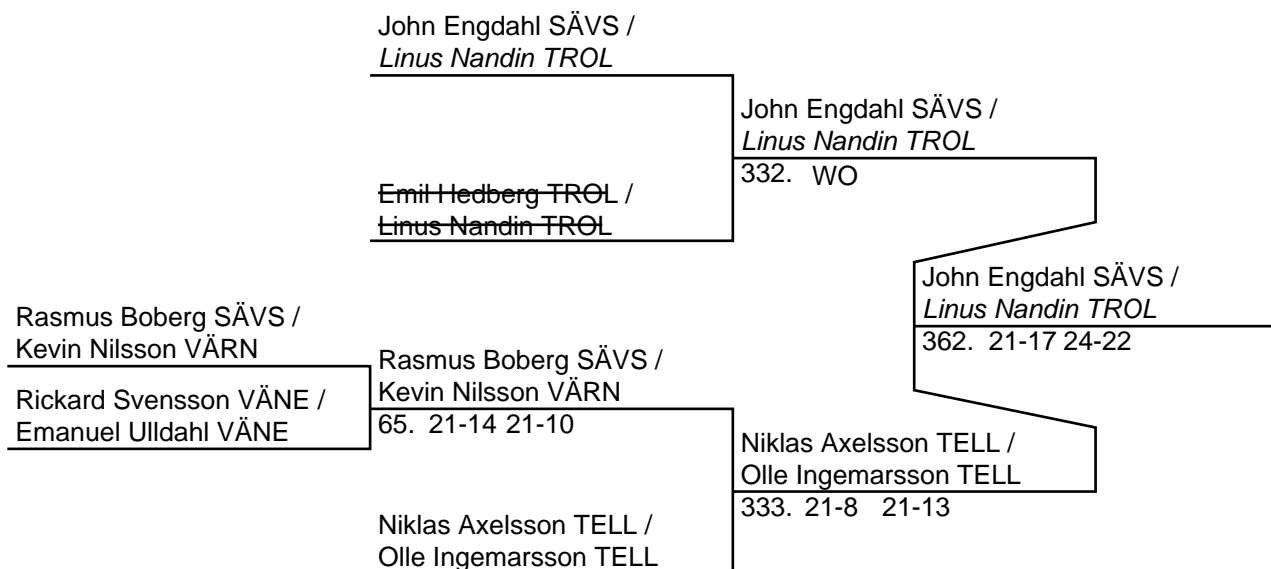 John Engdahl SÄVS /
Linus Nandin TROL
John Engdahl SÄVS /
Linus Nandin TROL
332. WO
Emil Hedberg TROL /
Linus Nandin TROL
John Engdahl SÄVS /
Linus Nandin TROL
362. 21-17 24-22
Rasmus Boberg SÄVS /
Kevin Nilsson VÄRN
Rasmus Boberg SÄVS /
Kevin Nilsson VÄRN
65. 21-14 21-10
Rickard Svensson VÄNE /
Emanuel Ulldahl VÄNE
Niklas Axelsson TELL /
Olle Ingemarsson TELL
333. 21-8 21-13
Niklas Axelsson TELL /
Olle Ingemarsson TELL